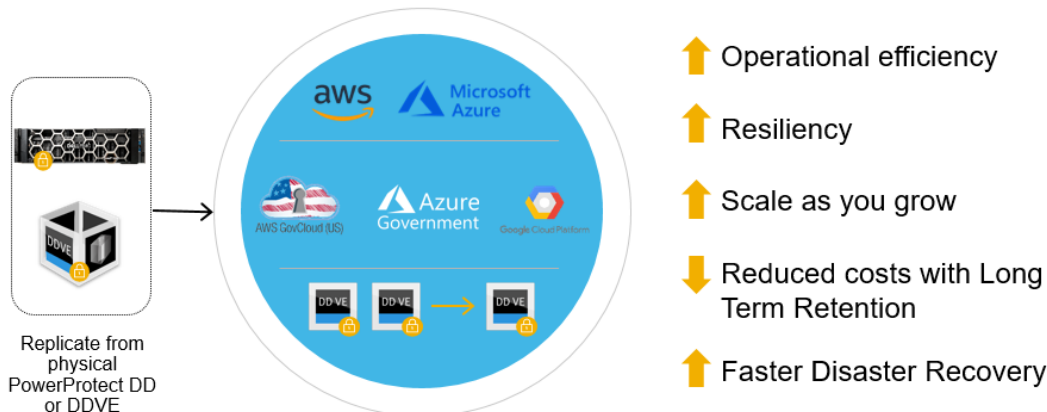 DDVE
Replicate from
physical
PowerProtect DD
or DDVE
aws
Microsoft
Azure
AWS GovCloud (US)
Azure
Government
Google Cloud Platform
DD VE
DD VE
DD VE
Operational efficiency
Resiliency
Scale as you grow
Reduced costs with Long
Term Retention
Faster Disaster Recovery